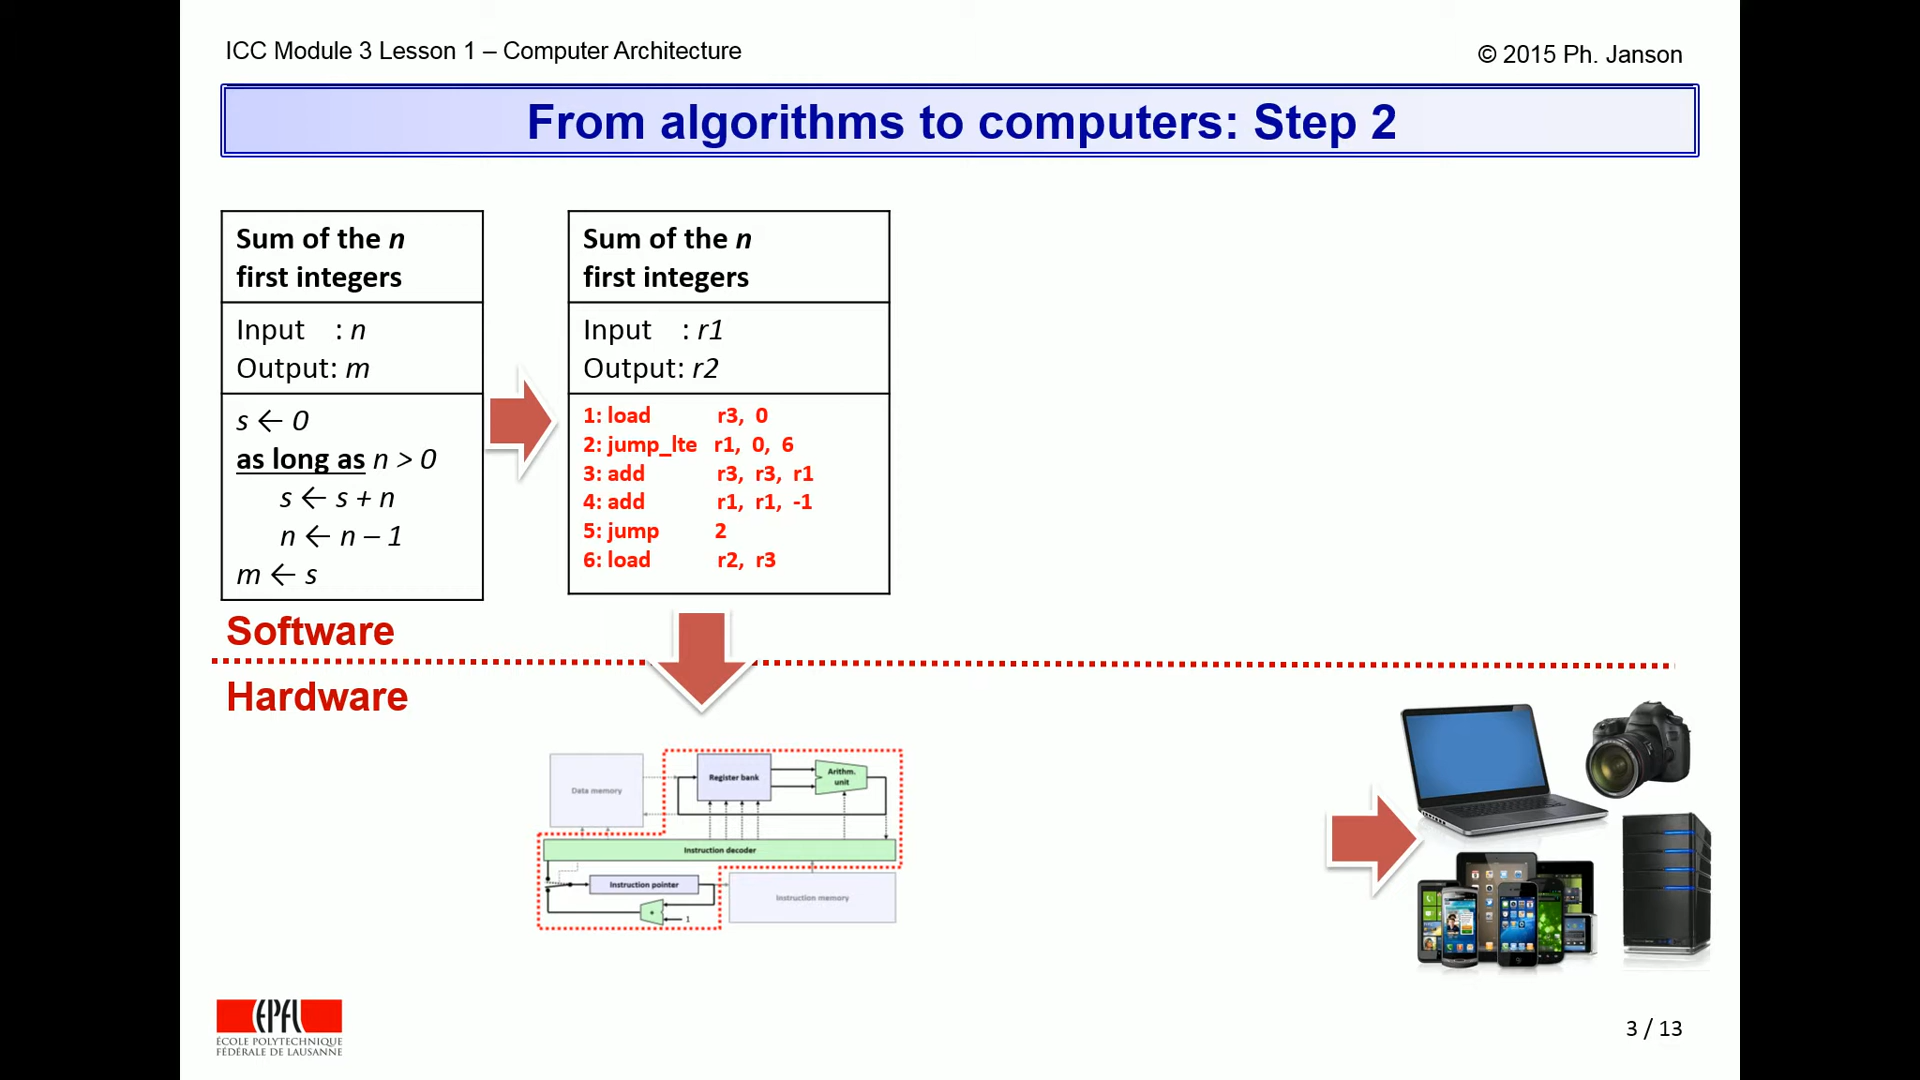 ICC Module 3 Lesson 1 – Computer Architecture
© 2015 Ph. Janson
From algorithms to computers: Step 2
Sum of the n
first integers
Input : n
Output: m
s ← 0
as long as n > 0
s ← s + n
n ← n – 1
m ← s
Sum of the n
first integers
Input : r1
Output: r2
1: load r3, 0
2: jump_lte r1, 0, 6
3: add r3, r3, r1
4: add r1, r1, -1
5: jump 2
6: load r2, r3
Software
Hardware
Data memory
Register bank
Arithm.
unit
Instruction decoder
Instruction pointer
+
1
Instruction memory
EPFL
ÉCOLE POLYTECHNIQUE
FÉDÉRALE DE LAUSANNE
3 / 13